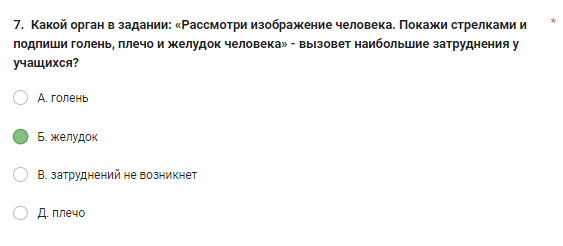 7. Какой орган в задании: «Рассмотри изображение человека. Покажи стрелками и *
подпиши голень, плечо и желудок человека» - вызовет наибольшие затруднения у
учащихся?
А. голень
Б. желудок
В. затруднений не возникнет
Д. плечо